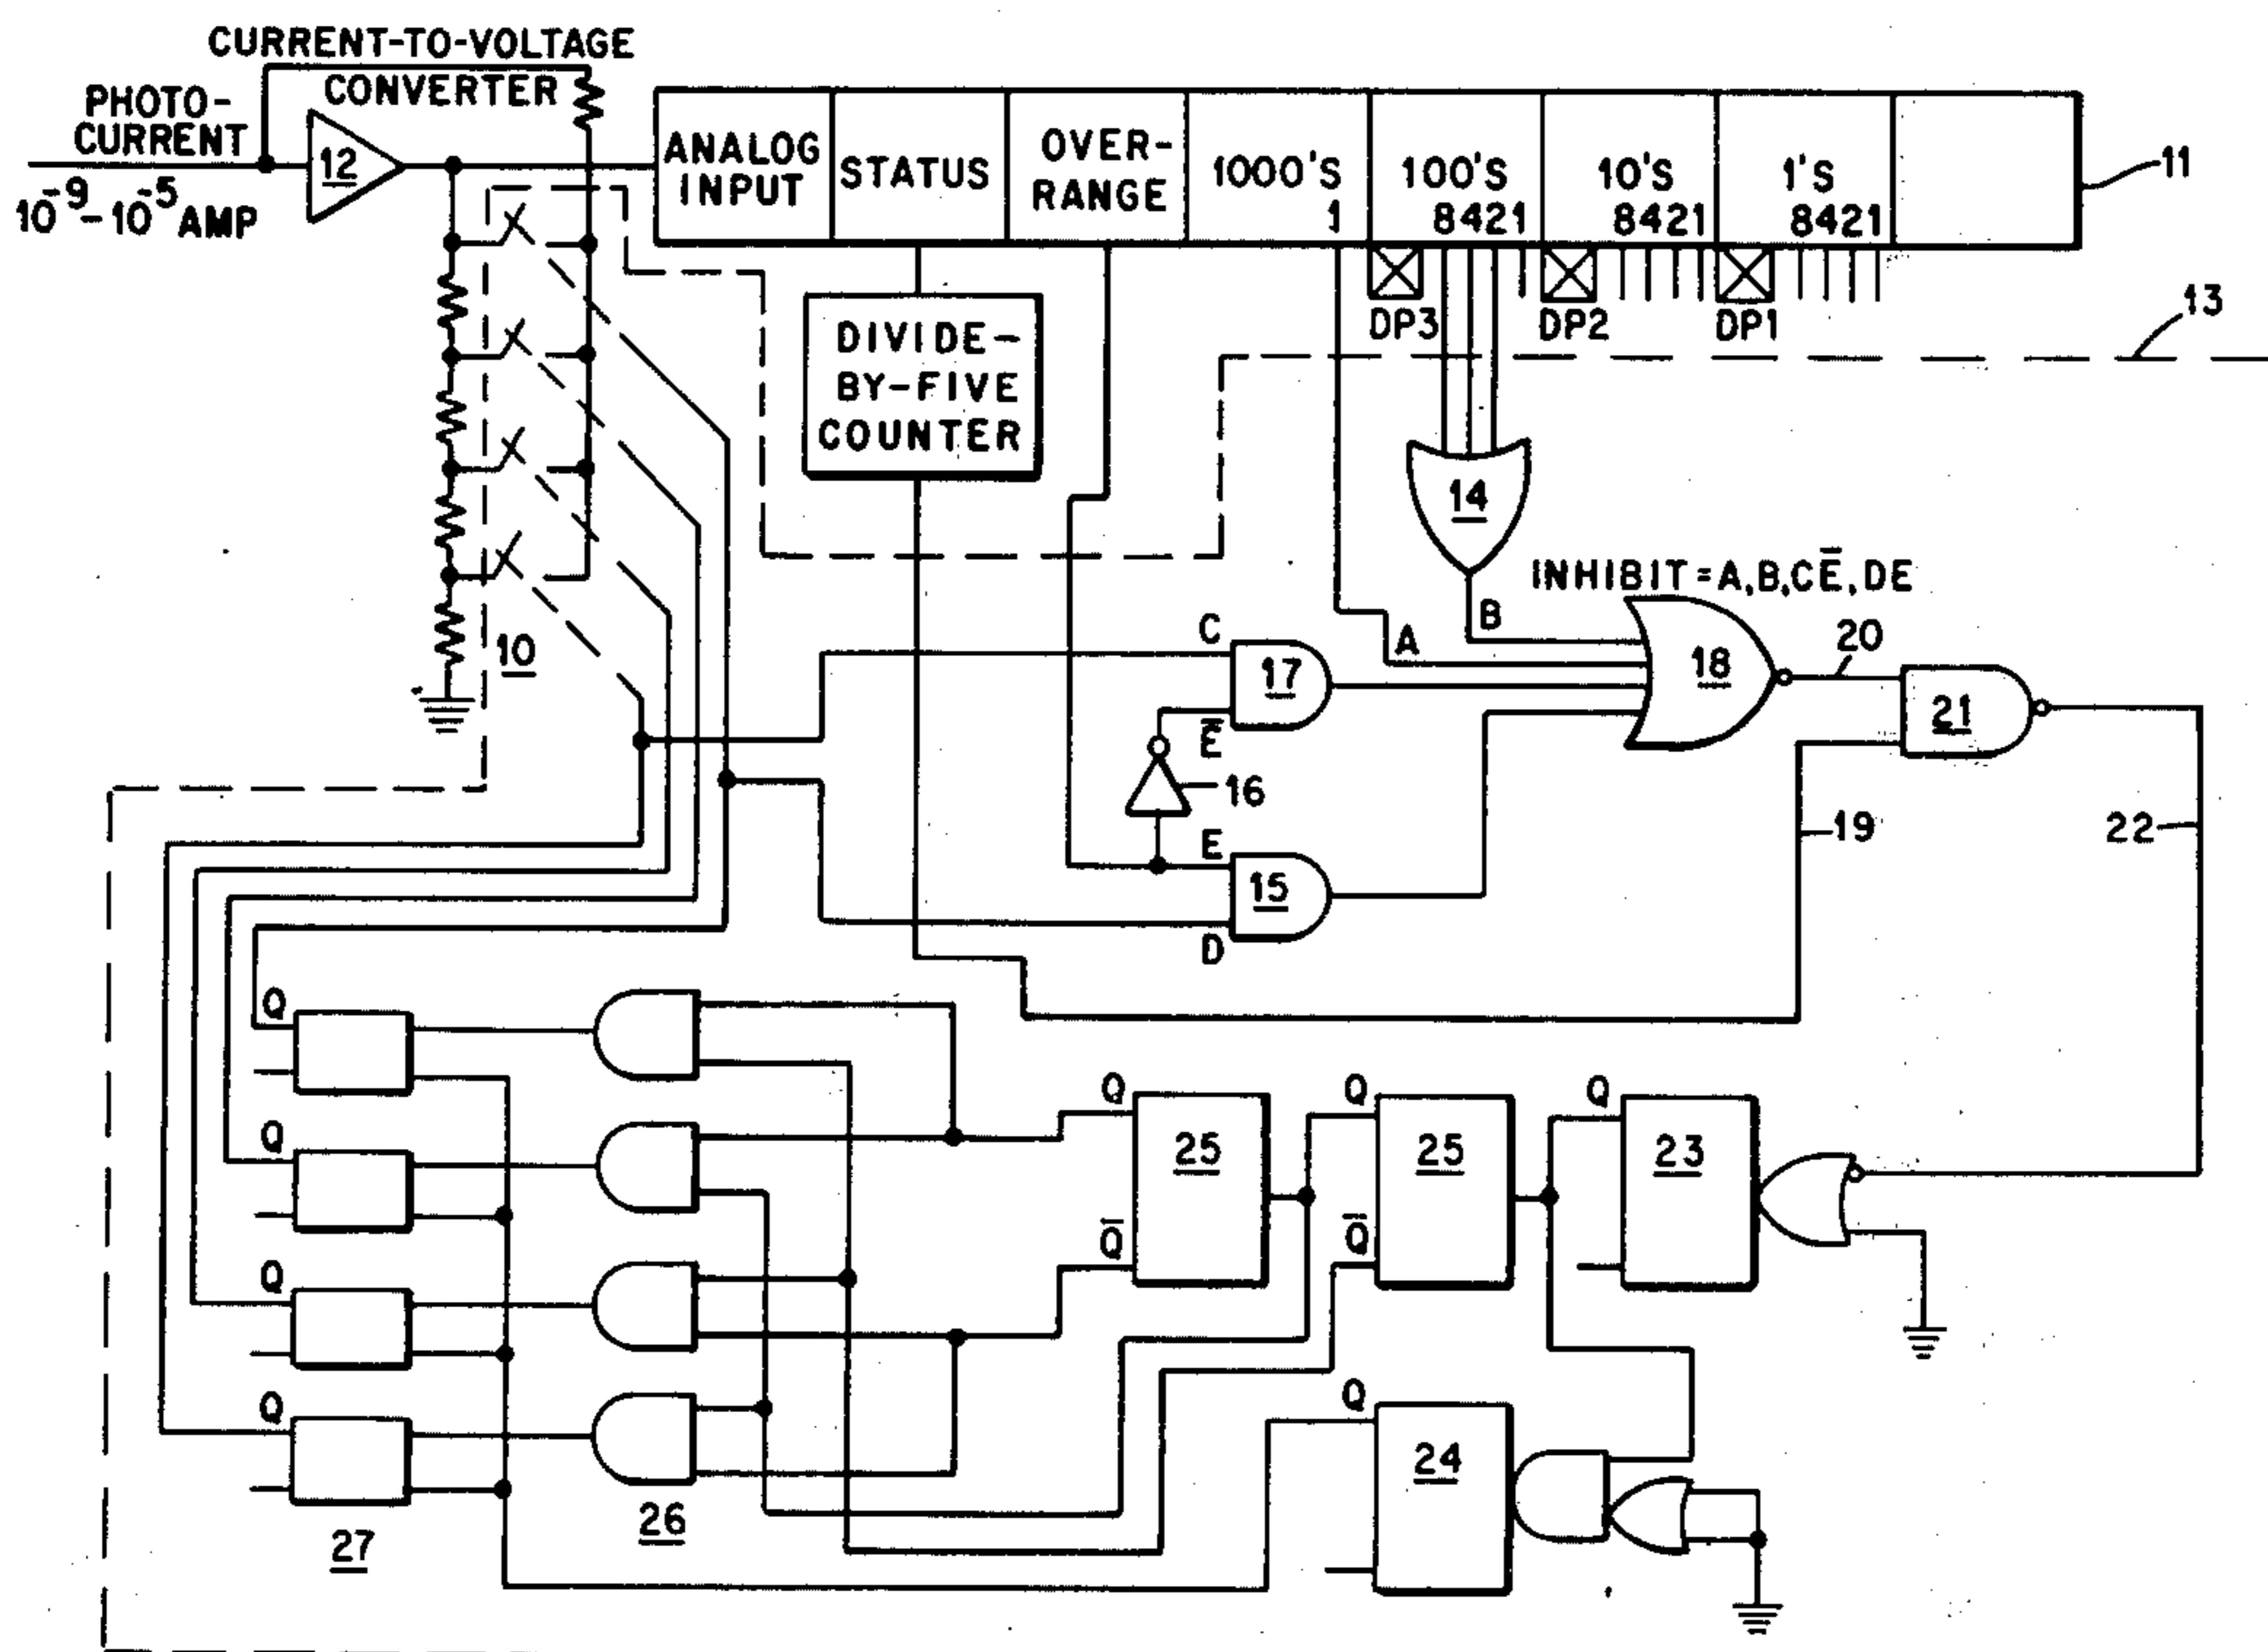 CURRENT-TO-VOLTAGE
CONVERTER
PHOTO-
CURRENT
10⁻⁹-10⁻⁵ AMP
12
ANALOG
INPUT
STATUS
OVER-
RANGE
1000'S
1
100'S
8421
10'S
8421
1'S
8421
11
DP3
DP2
DP1
13
DIVIDE-
BY-FIVE
COUNTER
14
INHIBIT=A,B,CE̅,DE
10
C
17
E̅
A
B
18
20
21
16
E
15
D
19
22
Q
Q
Q
Q
27
26
Q
25
Q̅
Q
25
Q̅
Q
23
Q
24